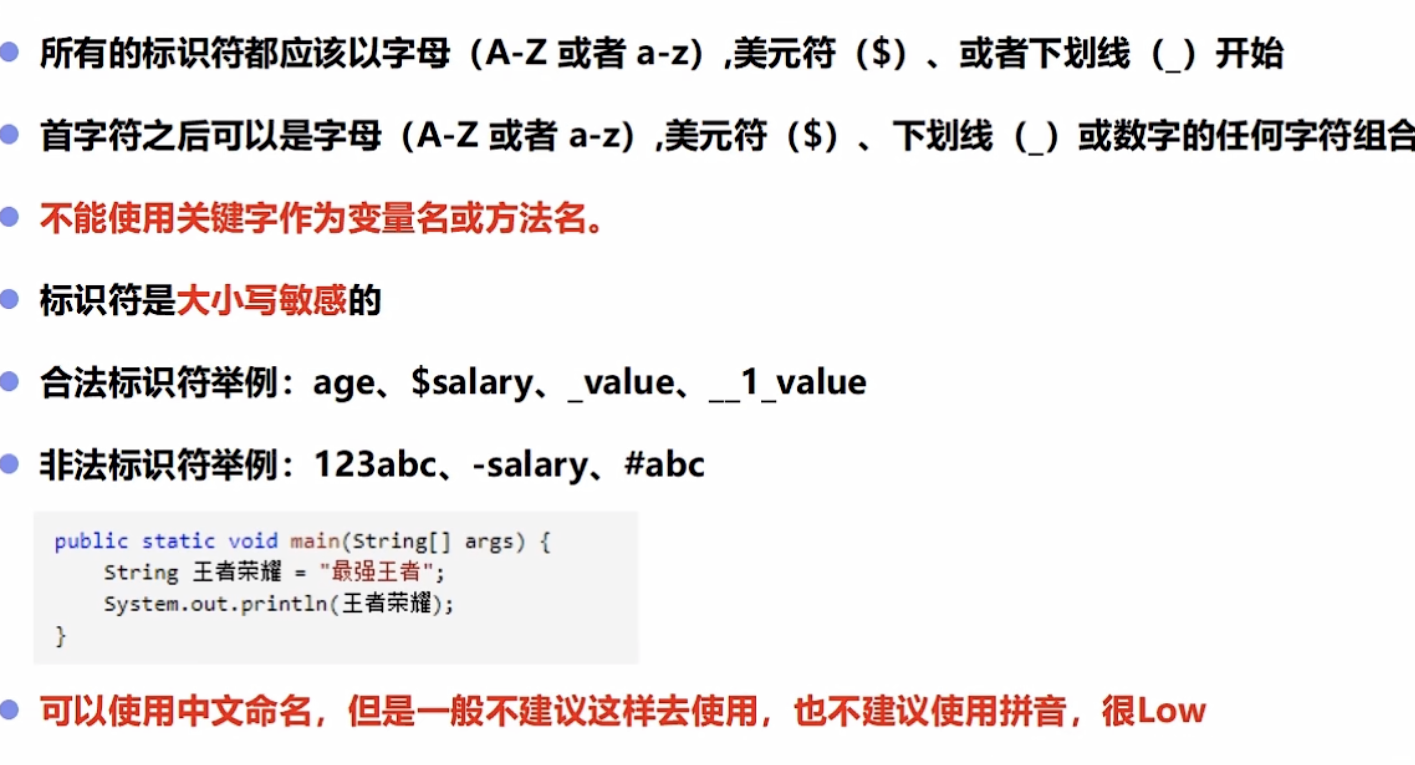 所有的标识符都应该以字母（A-Z 或者 a-z）,美元符（$）、或者下划线（_）开始
首字符之后可以是字母（A-Z 或者 a-z）,美元符（$）、下划线（_）或数字的任何字符组合
不能使用关键字作为变量名或方法名。
标识符是大小写敏感的
合法标识符举例：age、$salary、_value、__1_value
非法标识符举例：123abc、-salary、#abc
public static void main(String[] args) {
    String 王者荣耀 = "最强王者";
    System.out.println(王者荣耀);
}
可以使用中文命名，但是一般不建议这样去使用，也不建议使用拼音，很Low